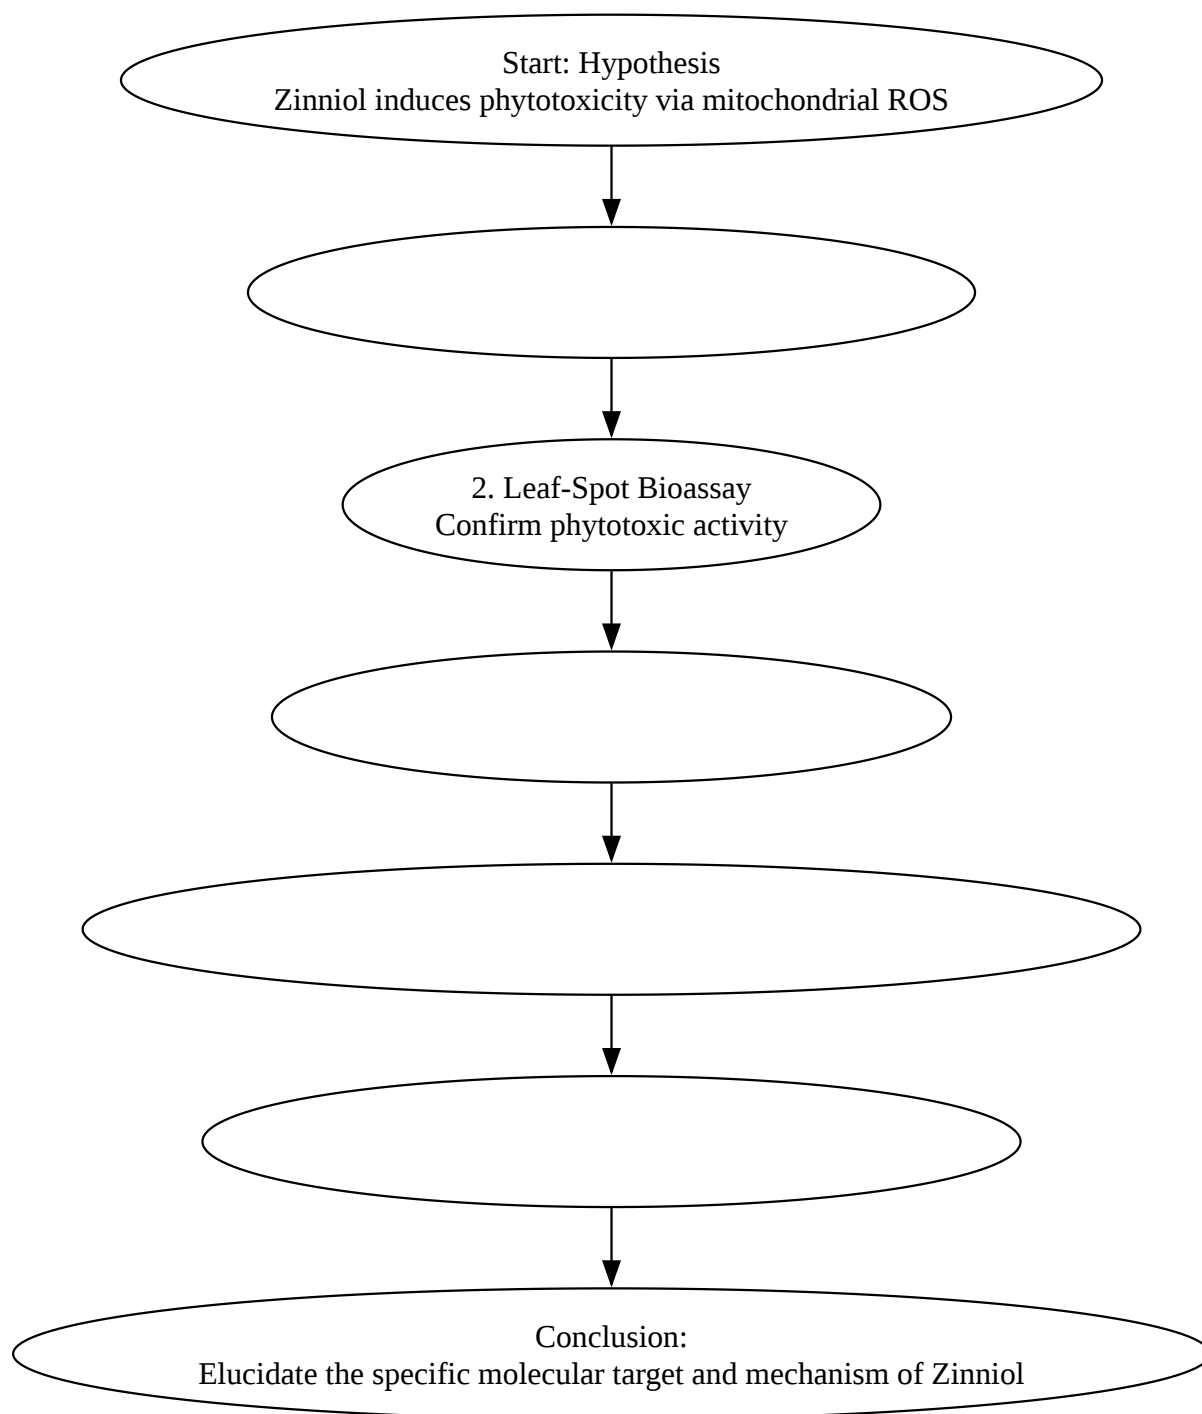 Start: Hypothesis
Zinniol induces phytotoxicity via mitochondrial ROS
2. Leaf-Spot Bioassay
Confirm phytotoxic activity
Conclusion:
Elucidate the specific molecular target and mechanism of Zinniol